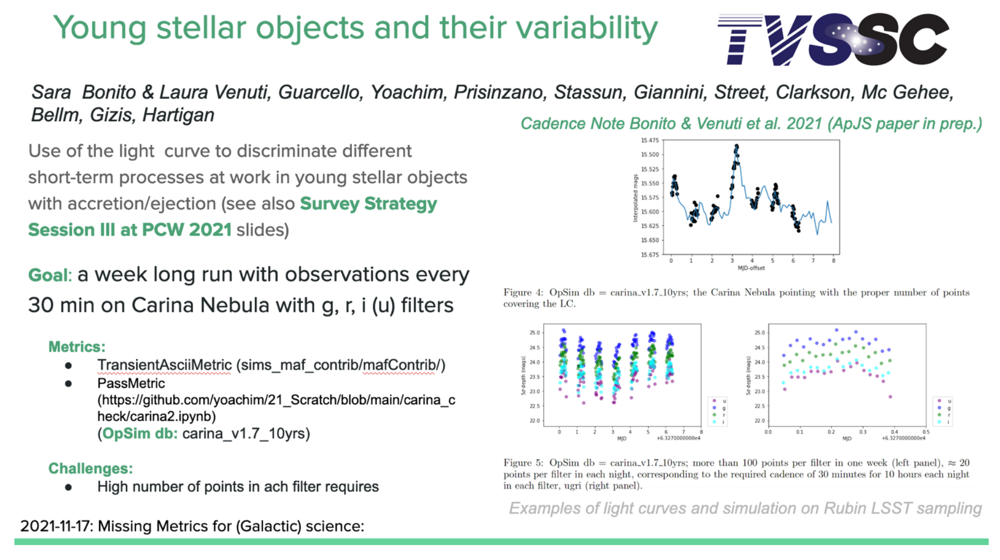 Young stellar objects and their variability
TVSSC
Sara Bonito & Laura Venuti, Guarcello, Yoachim, Prisinzano, Stassun, Giannini, Street, Clarkson, Mc Gehee,
Bellm, Gizis, Hartigan
Cadence Note Bonito & Venuti et al. 2021 (ApJS paper in prep.)
Use of the light curve to discriminate different
short-term processes at work in young stellar objects
with accretion/ejection (see also Survey Strategy
Session III at PCW 2021 slides)
Goal: a week long run with observations every
30 min on Carina Nebula with g, r, i (u) filters
Metrics:
● TransientAsciiMetric (sims_maf_contrib/mafContrib/)
● PassMetric
(https://github.com/yoachim/21_Scratch/blob/main/carina_c
heck/carina2.ipynb)
(OpSim db: carina_v1.7_10yrs)
Challenges:
● High number of points in ach filter requires
2021-11-17: Missing Metrics for (Galactic) science:
15.475
15.500
15.525
15.550
15.575
15.600
15.625
15.650
15.675
Interpolated mags
0 1 2 3 4 5 6 7 8
MJD-offset
Figure 4: OpSim db = carina_v1.7_10yrs; the Carina Nebula pointing with the proper number of points
covering the LC.
25.0
24.5
24.0
23.5
23.0
22.5
22.0
5σ depth (mags)
0 1 2 3 4 5 6 7 8
MJD
+6.3270000000e4
u
g
r
i
25.0
24.5
24.0
23.5
23.0
22.5
22.0
5σ depth (mags)
0.0 0.1 0.2 0.3 0.4 0.5
MJD
+6.3270000000e4
u
g
r
i
Figure 5: OpSim db = carina_v1.7_10yrs; more than 100 points per filter in one week (left panel), ≈ 20
points per filter in each night, corresponding to the required cadence of 30 minutes for 10 hours each night
in each filter, ugri (right panel).
Examples of light curves and simulation on Rubin LSST sampling